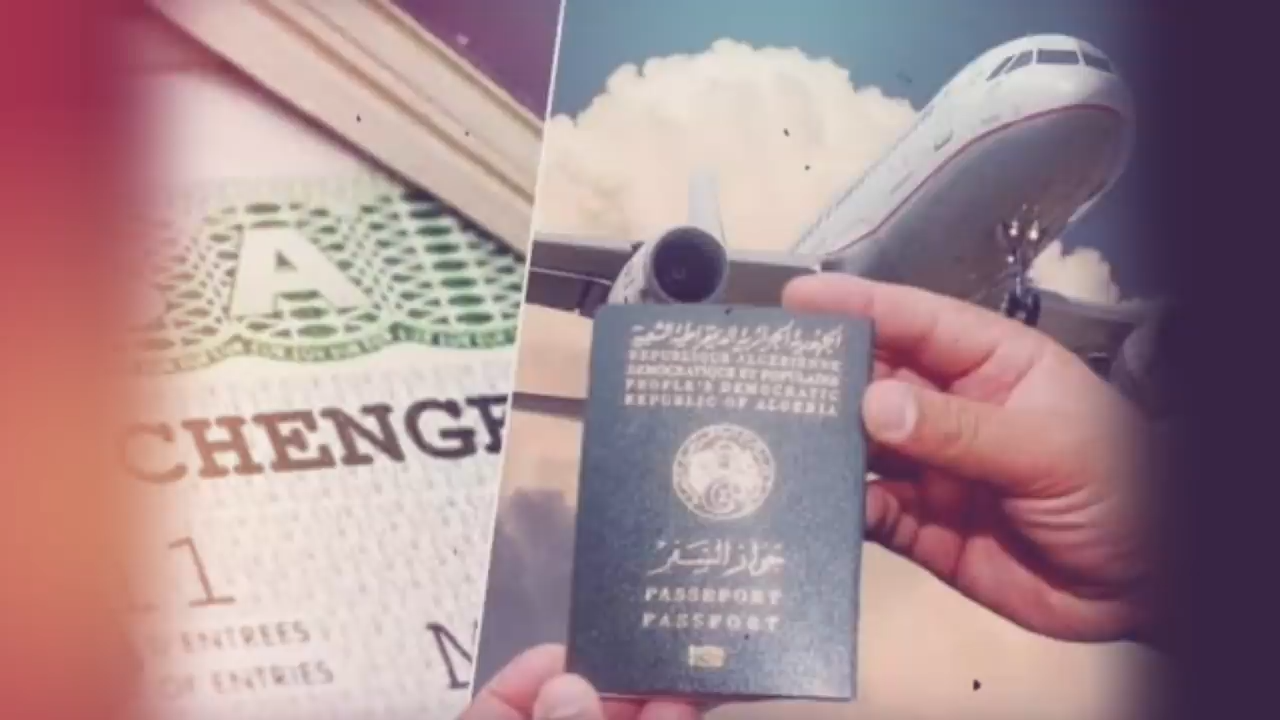 A
CHENGE
1
ENTREES
OF ENTRIES
الجمهورية الجزائرية الديمقراطية الشعبية
REPUBLIQUE ALGERIENNE
DEMOCRATIQUE ET POPULAIRE
PEOPLE'S DEMOCRATIC
REPUBLIC OF ALGERIA
جواز السفر
PASSEPORT
PASSPORT